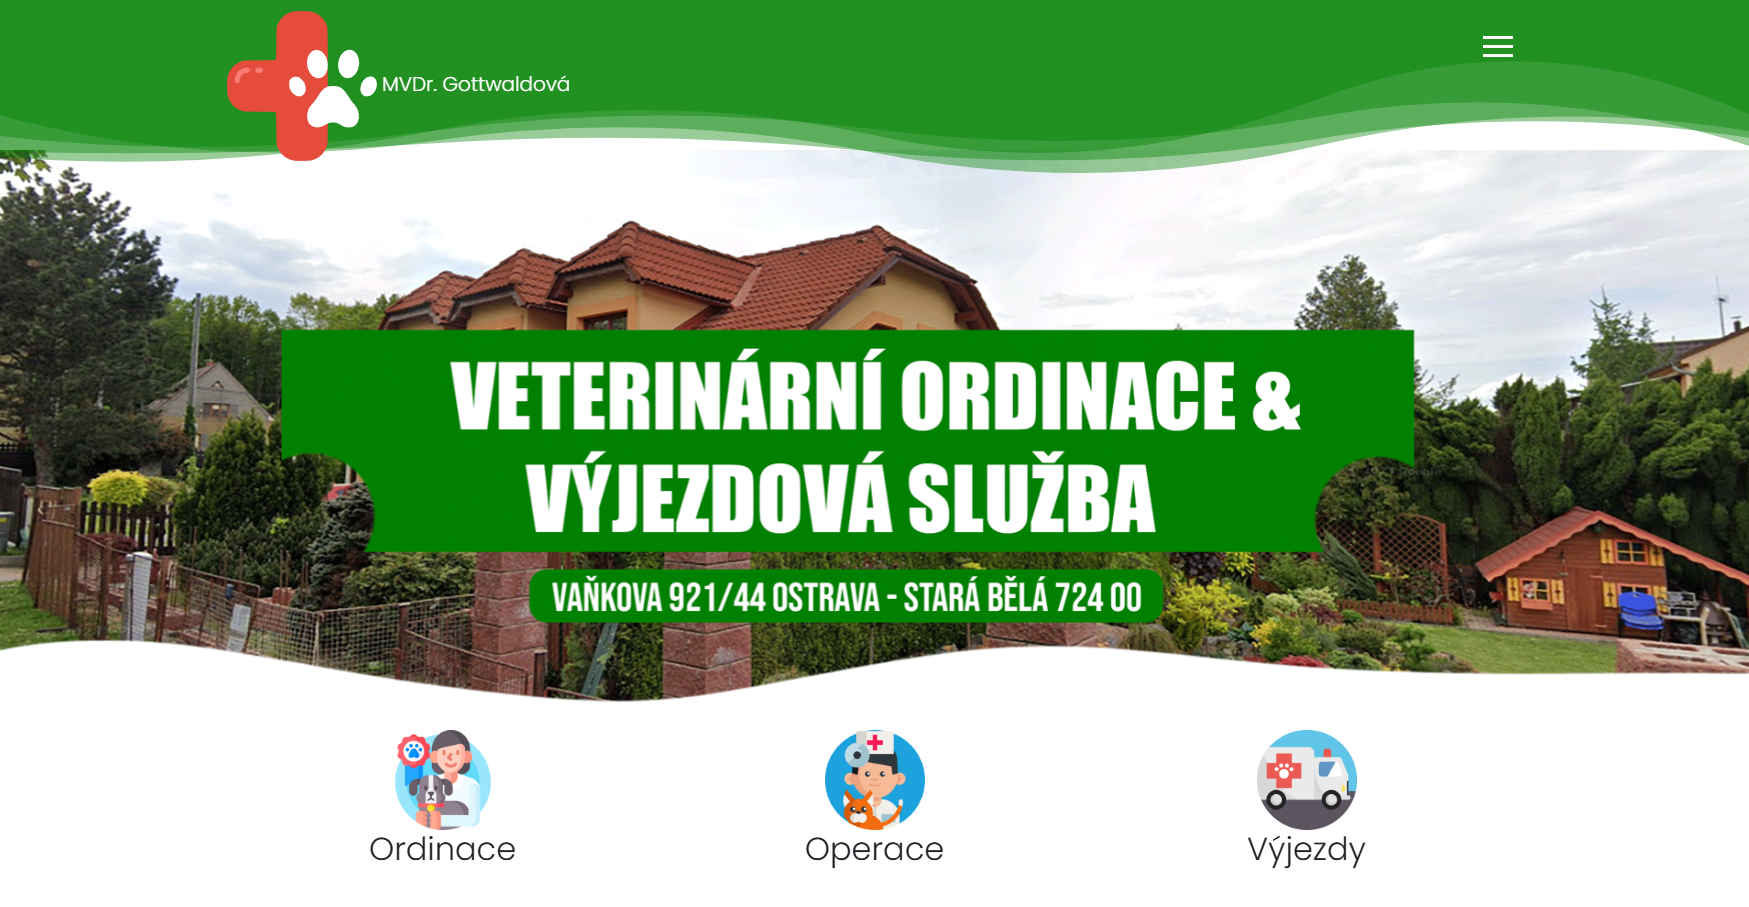 MVDr. Gottwaldová
VETERINÁRNÍ ORDINACE &
VÝJEZDOVÁ SLUŽBA
VAŇKOVA 921/44 OSTRAVA - STARÁ BĚLÁ 724 00
Ordinace
Operace
Výjezdy